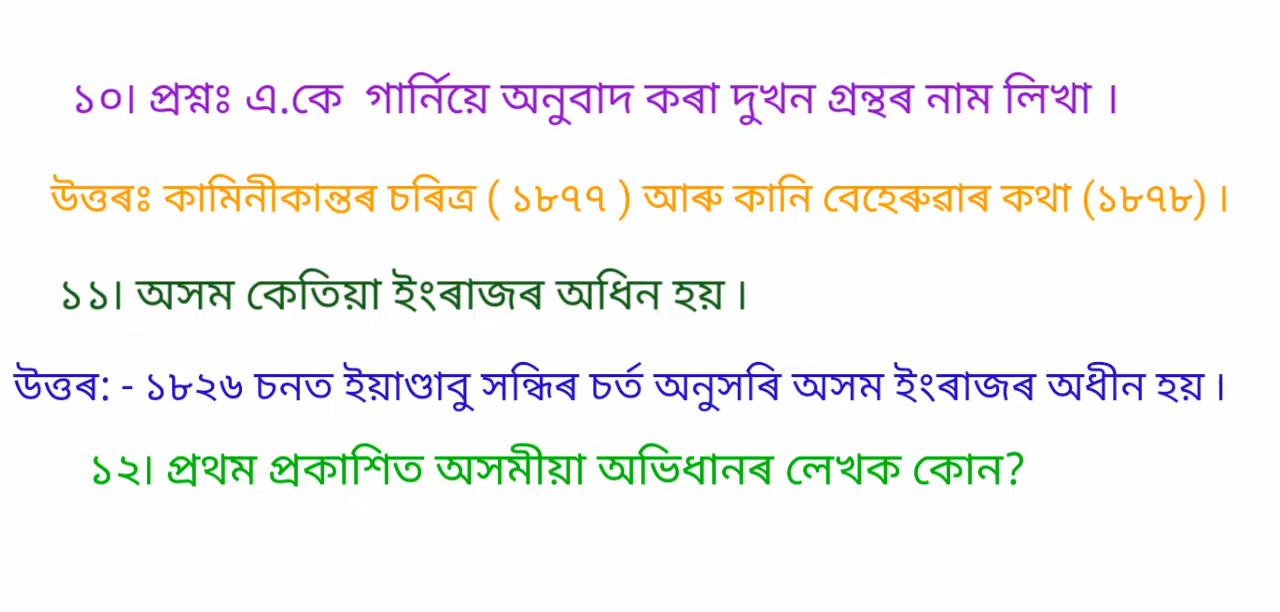 ১০। প্ৰশ্নঃ এ.কে গাৰ্নিয়ে অনুবাদ কৰা দুখন গ্ৰন্থৰ নাম লিখা ।
উত্তৰঃ কামিনীকান্তৰ চৰিত্ৰ ( ১৮৭৭ ) আৰু কানি বেহেৰুৱাৰ কথা (১৮৭৮) ।
১১। অসম কেতিয়া ইংৰাজৰ অধিন হয় ।
উত্তৰ: - ১৮২৬ চনত ইয়াণ্ডাবু সন্ধিৰ চৰ্ত অনুসৰি অসম ইংৰাজৰ অধীন হয় ।
১২। প্ৰথম প্ৰকাশিত অসমীয়া অভিধানৰ লেখক কোন?